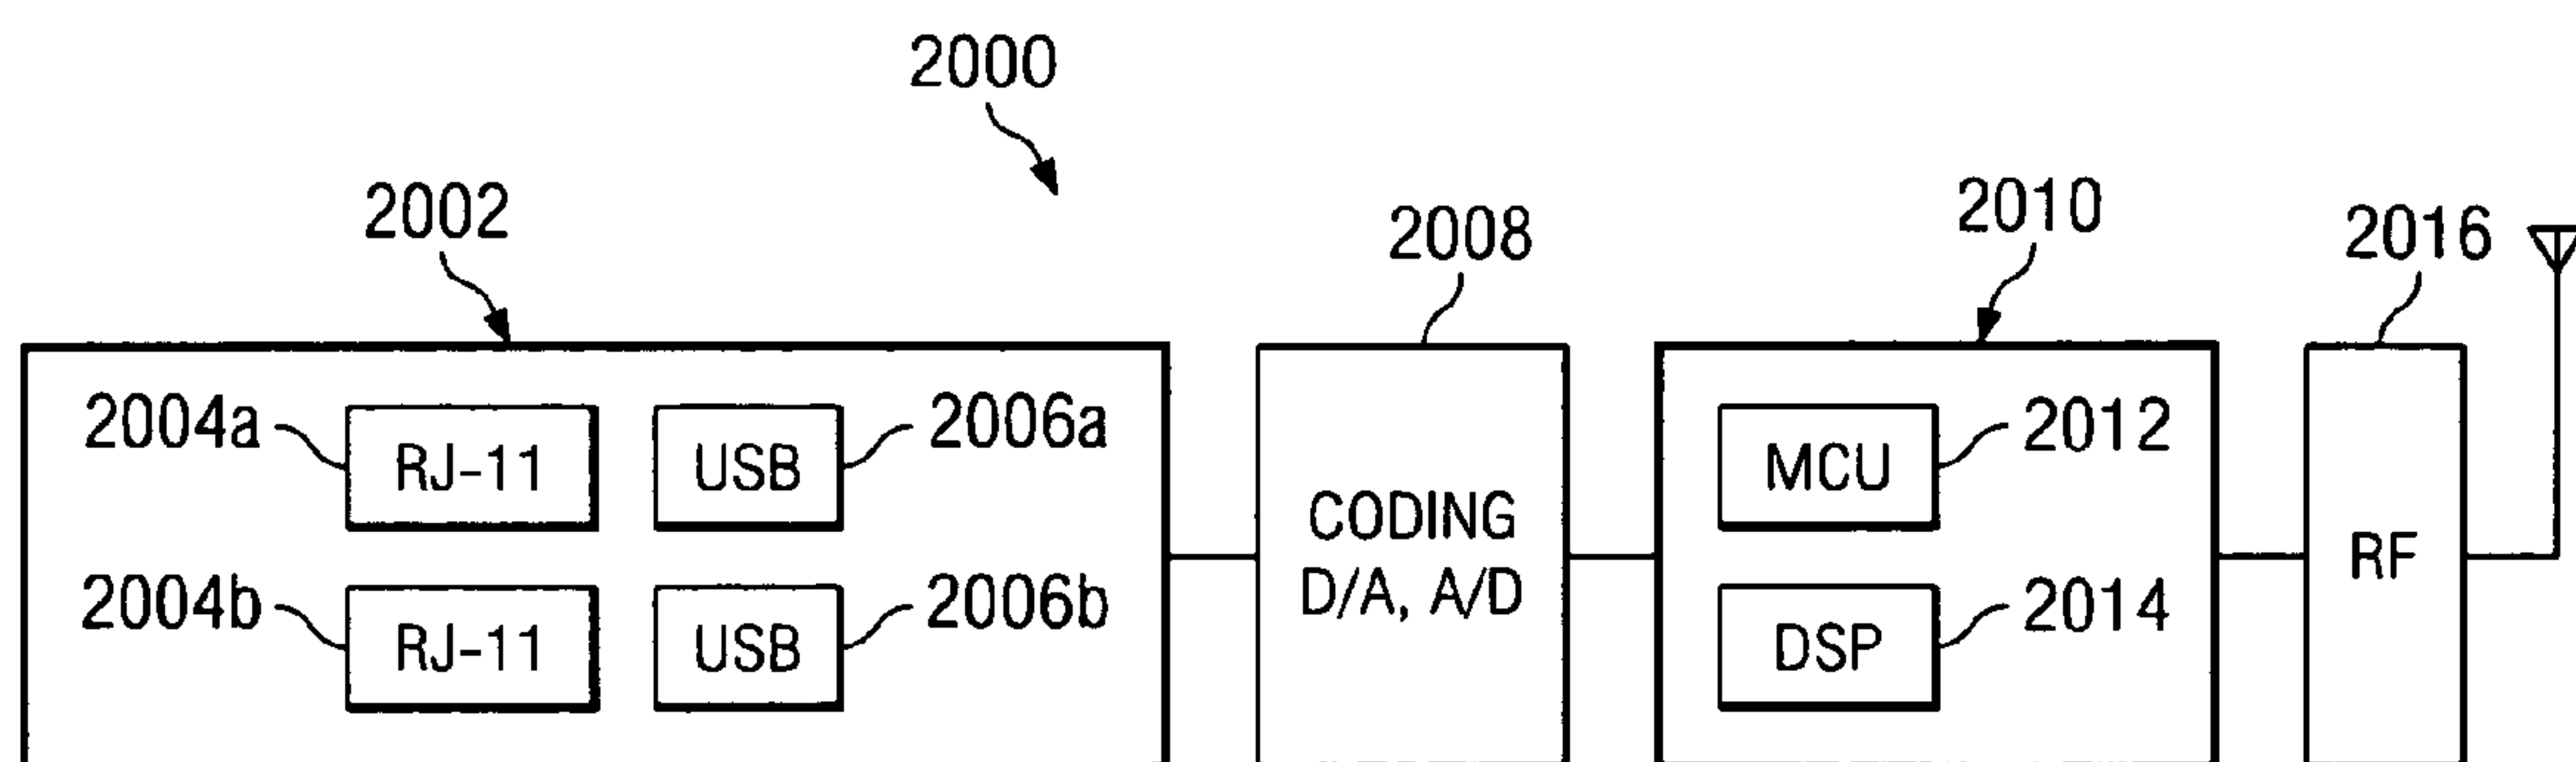 2000
2002
2008
2010
2016
2004a
RJ-11
USB
2006a
MCU
2012
CODING
D/A, A/D
RF
2004b
RJ-11
USB
2006b
DSP
2014